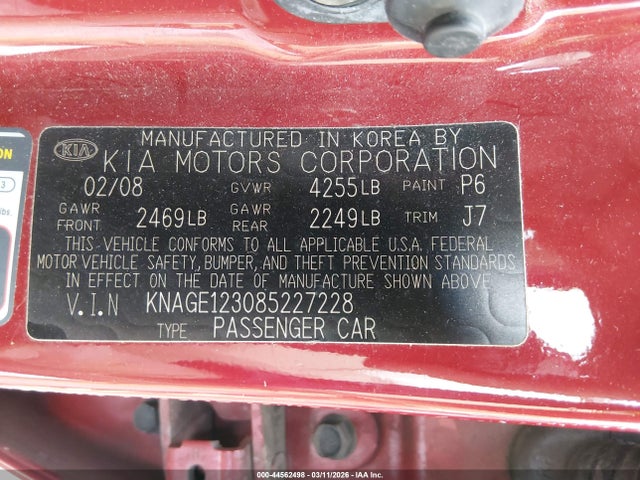 MANUFACTURED IN KOREA BY
KIA KIA MOTORS CORPORATION
02/08 GVWR 4255LB PAINT P6
GAWR FRONT 2469LB GAWR REAR 2249LB TRIM J7
THIS VEHICLE CONFORMS TO ALL APPLICABLE U.S.A. FEDERAL
MOTOR VEHICLE SAFETY, BUMPER, AND THEFT PREVENTION STANDARDS
IN EFFECT ON THE DATE OF MANUFACTURE SHOWN ABOVE
V.I.N KNAGE123085227228
TYPE PASSENGER CAR
ON
3
lbs.
000-44562498 - 03/11/2026 - IAA Inc.